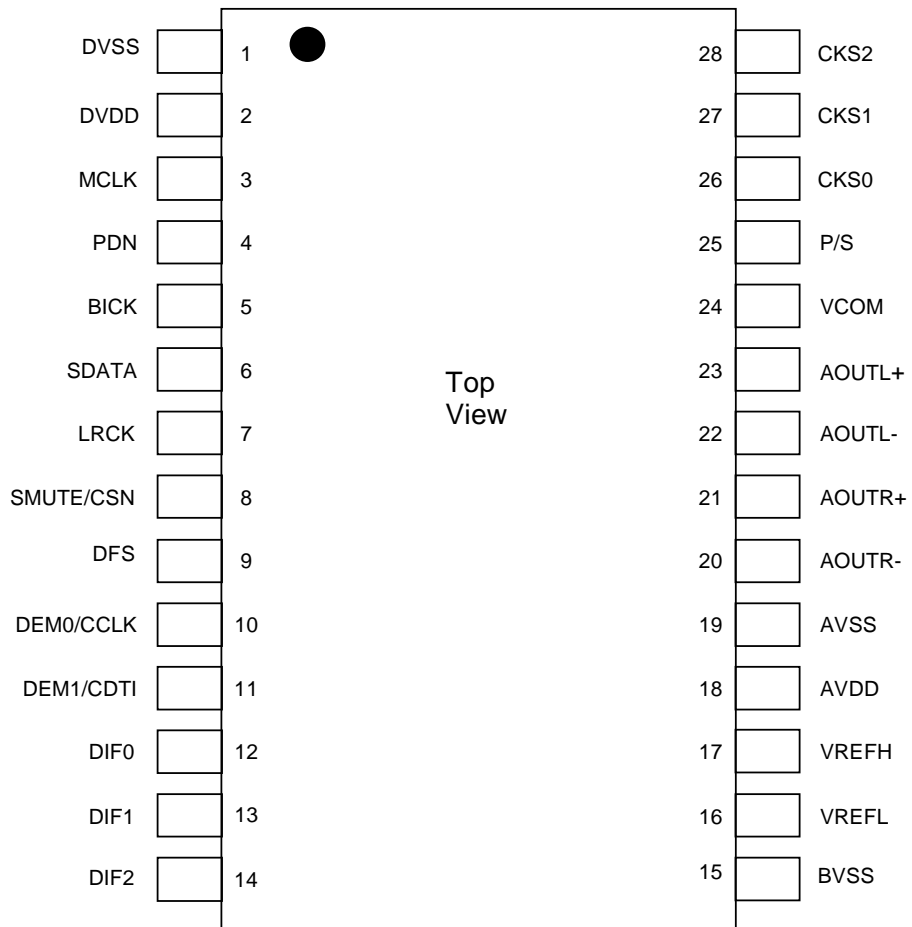 DVSS 1 28 CKS2
DVDD 2 27 CKS1
MCLK 3 26 CKS0
PDN 4 25 P/S
BICK 5 24 VCOM
SDATA 6 23 AOUTL+
Top
View
LRCK 7 22 AOUTL-
SMUTE/CSN 8 21 AOUTR+
DFS 9 20 AOUTR-
DEM0/CCLK 10 19 AVSS
DEM1/CDTI 11 18 AVDD
DIF0 12 17 VREFH
DIF1 13 16 VREFL
DIF2 14 15 BVSS